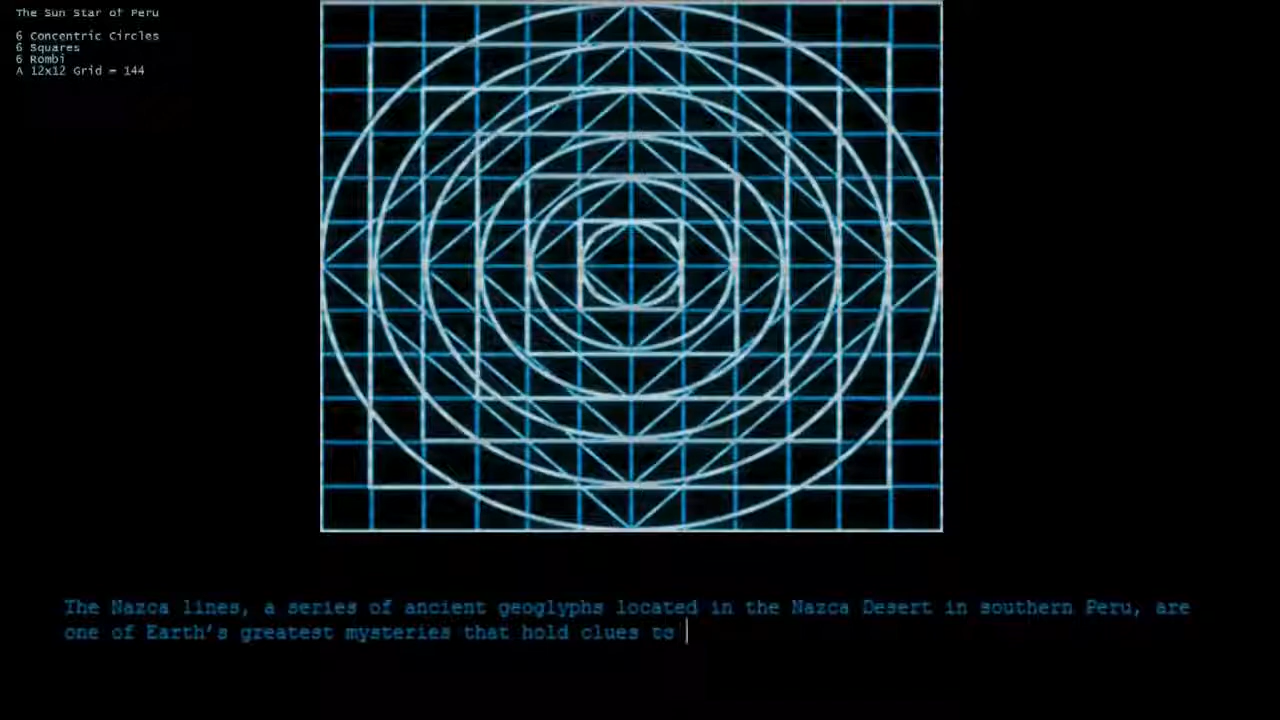 The Sun Star of Peru
6 Concentric Circles
6 Squares
6 Rombi
A 12x12 Grid = 144
The Nazca lines, a series of ancient geoglyphs located in the Nazca Desert in southern Peru, are
one of Earth's greatest mysteries that hold clues to